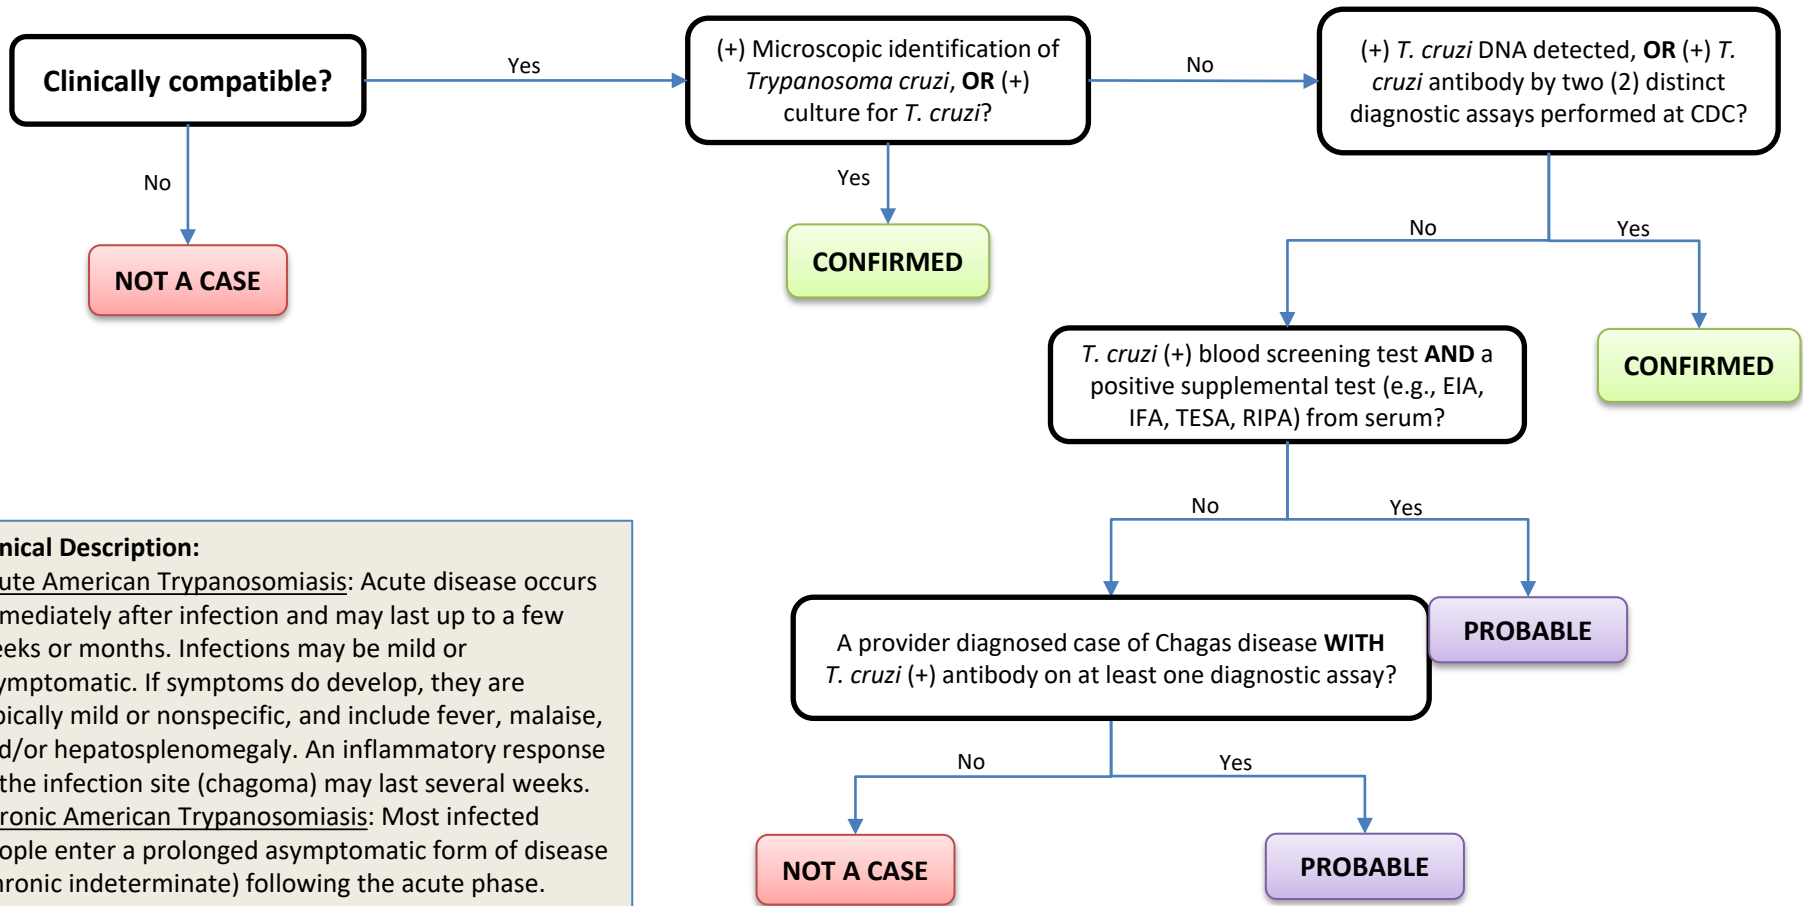 Clinically compatible?
Yes
(+) Microscopic identification of
Trypanosoma cruzi, OR (+)
culture for T. cruzi?
No
(+) T. cruzi DNA detected, OR (+) T.
cruzi antibody by two (2) distinct
diagnostic assays performed at CDC?
No
NOT A CASE
Yes
CONFIRMED
No
Yes
T. cruzi (+) blood screening test AND a
positive supplemental test (e.g., EIA,
IFA, TESA, RIPA) from serum?
CONFIRMED
No
Yes
A provider diagnosed case of Chagas disease WITH
T. cruzi (+) antibody on at least one diagnostic assay?
PROBABLE
No
Yes
NOT A CASE
PROBABLE
nical Description:
ute American Trypanosomiasis: Acute disease occurs
mediately after infection and may last up to a few
eeks or months. Infections may be mild or
ymptomatic. If symptoms do develop, they are
pically mild or nonspecific, and include fever, malaise,
d/or hepatosplenomegaly. An inflammatory response
the infection site (chagoma) may last several weeks.
ronic American Trypanosomiasis: Most infected
ople enter a prolonged asymptomatic form of disease
hronic indeterminate) following the acute phase.